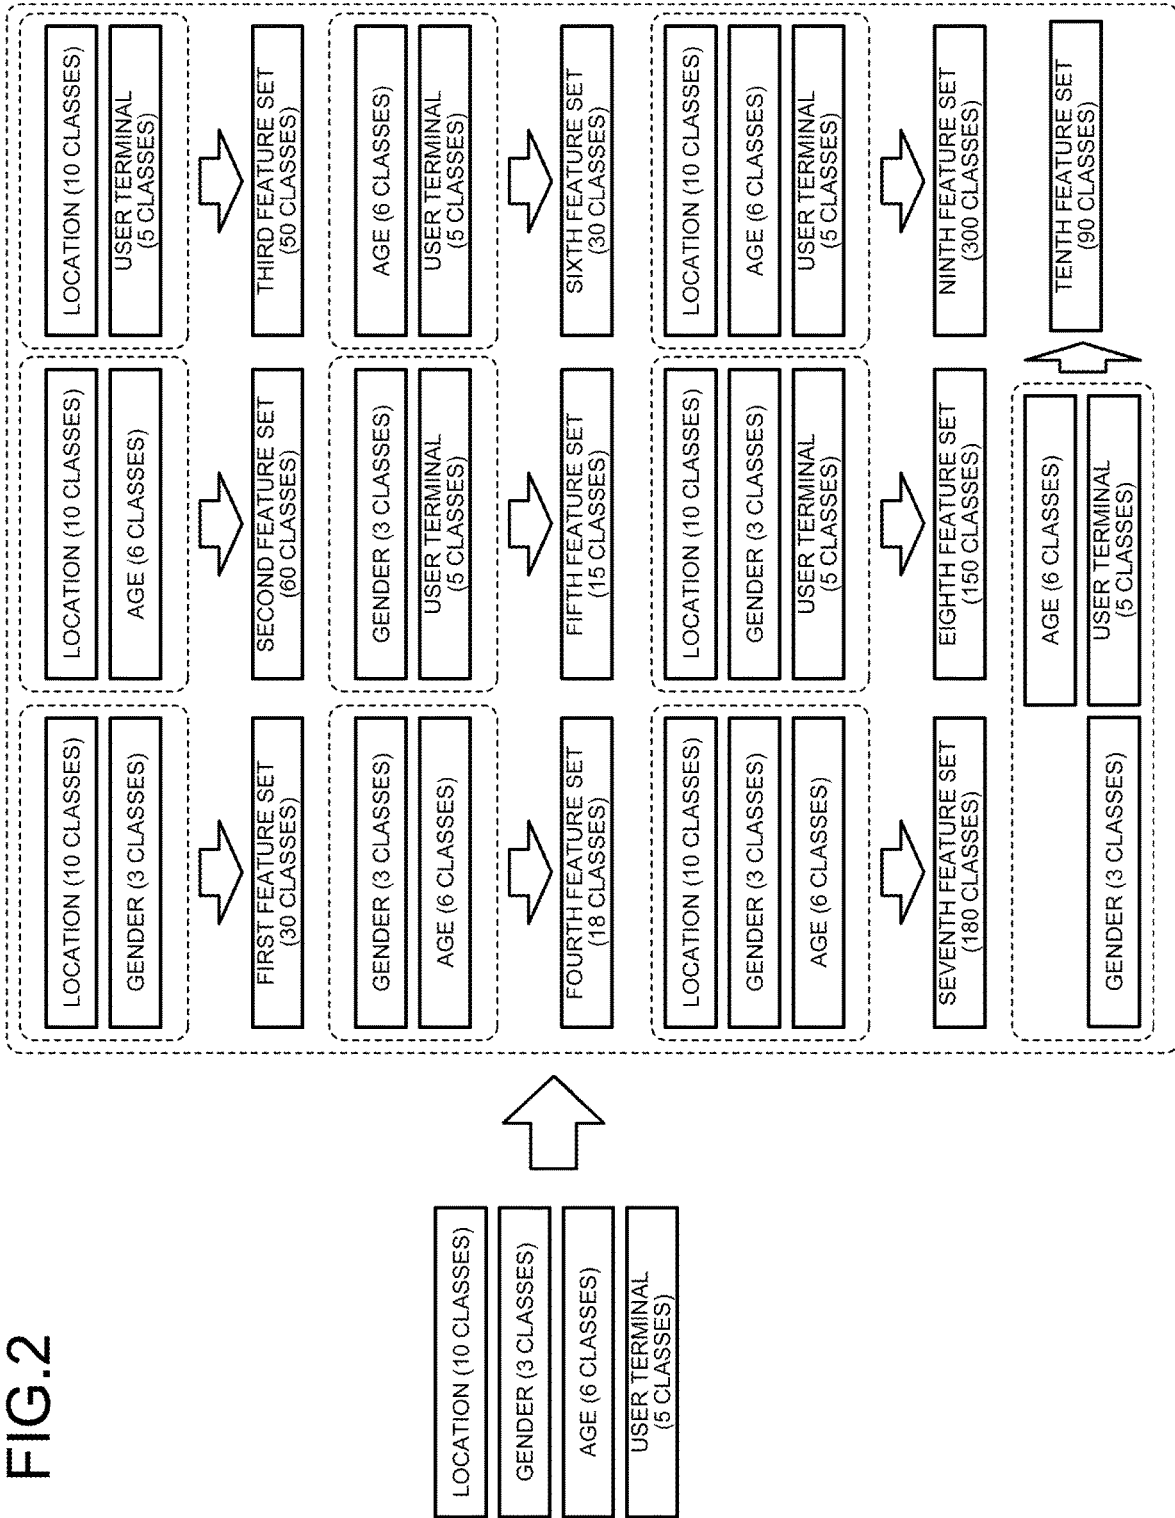 FIG.2
LOCATION (10 CLASSES)
GENDER (3 CLASSES)
AGE (6 CLASSES)
USER TERMINAL
(5 CLASSES)
LOCATION (10 CLASSES)
GENDER (3 CLASSES)
FIRST FEATURE SET
(30 CLASSES)
LOCATION (10 CLASSES)
AGE (6 CLASSES)
SECOND FEATURE SET
(60 CLASSES)
LOCATION (10 CLASSES)
USER TERMINAL
(5 CLASSES)
THIRD FEATURE SET
(50 CLASSES)
GENDER (3 CLASSES)
AGE (6 CLASSES)
FOURTH FEATURE SET
(18 CLASSES)
GENDER (3 CLASSES)
USER TERMINAL
(5 CLASSES)
FIFTH FEATURE SET
(15 CLASSES)
AGE (6 CLASSES)
USER TERMINAL
(5 CLASSES)
SIXTH FEATURE SET
(30 CLASSES)
LOCATION (10 CLASSES)
GENDER (3 CLASSES)
AGE (6 CLASSES)
SEVENTH FEATURE SET
(180 CLASSES)
LOCATION (10 CLASSES)
GENDER (3 CLASSES)
USER TERMINAL
(5 CLASSES)
EIGHTH FEATURE SET
(150 CLASSES)
LOCATION (10 CLASSES)
AGE (6 CLASSES)
USER TERMINAL
(5 CLASSES)
NINTH FEATURE SET
(300 CLASSES)
GENDER (3 CLASSES)
AGE (6 CLASSES)
USER TERMINAL
(5 CLASSES)
TENTH FEATURE SET
(90 CLASSES)